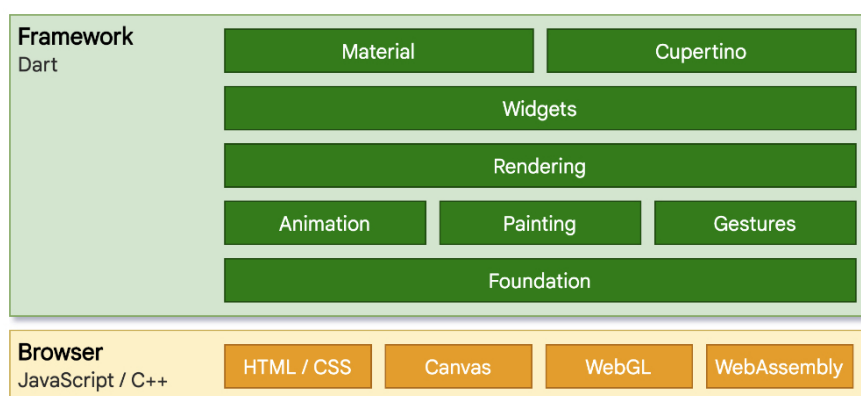 Framework
Dart
Material
Cupertino
Widgets
Rendering
Animation
Painting
Gestures
Foundation
Browser
JavaScript / C++
HTML / CSS
Canvas
WebGL
WebAssembly